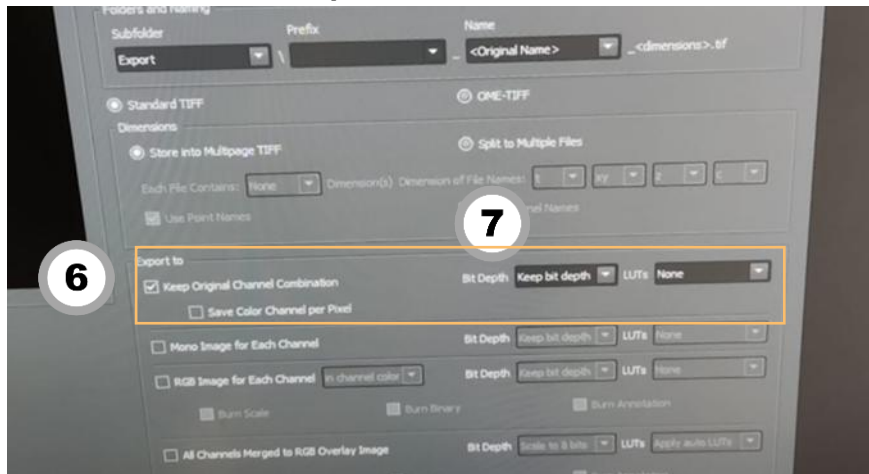 Folders and Naming
Subfolder Prefix Name
Export \ _ <Original Name> _<dimensions>.tif
Standard TIFF OME-TIFF
Dimensions
Store into Multipage TIFF Split to Multiple Files
Each File Contains: None Dimension(s) Dimension of File Names: t xy z c
Use Point Names nel Names
7
6
Export to
Keep Original Channel Combination Bit Depth Keep bit depth LUTs None
Save Color Channel per Pixel
Mono Image for Each Channel Bit Depth Keep bit depth LUTs None
RGB Image for Each Channel In channel color Bit Depth Keep bit depth LUTs None
Burn Scale Burn Binary Burn Annotation
All Channels Merged to RGB Overlay Image Bit Depth Scale to 8 bits LUTs Apply auto LUTs